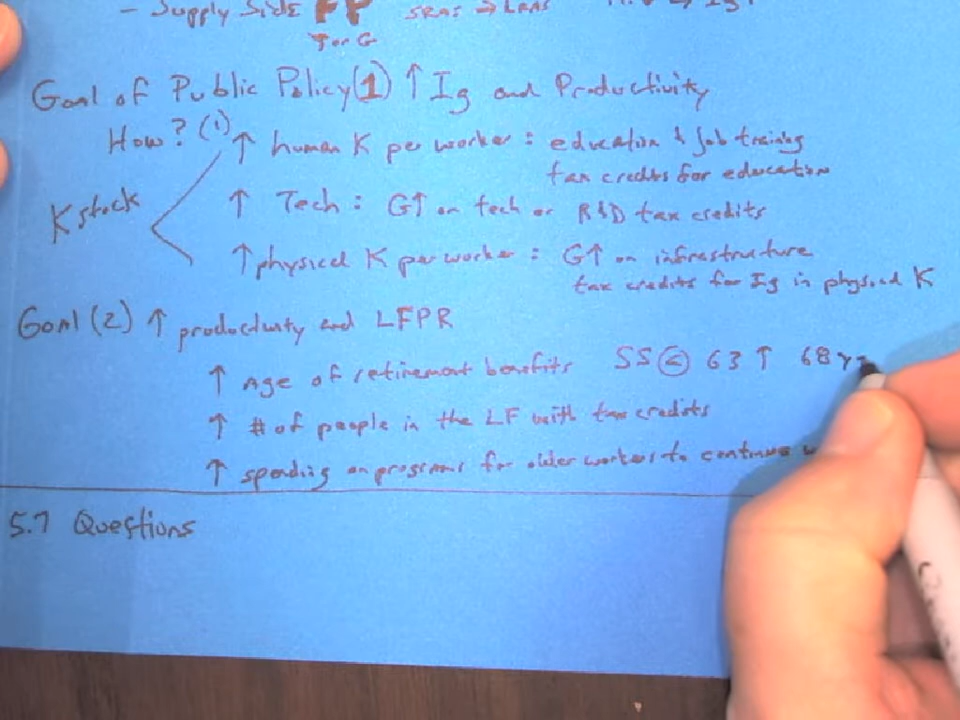 - Supply Side FP SRAS → LRAS
T or G
Goal of Public Policy (1) ↑ Ig and Productivity
How? (1) ↑ human K per worker : education & job training
tax credits for education
K stock
↑ Tech : G↑ on tech or R&D tax credits
↑ physical K per worker : G↑ on infrastructure
tax credits for Ig in physical K
Goal (2) ↑ productivity and LFPR
↑ Age of retirement benefits SS @ 63 ↑ 68 yr
↑ # of people in the LF with tax credits
↑ spending on programs for older workers to continue
5.7 Questions